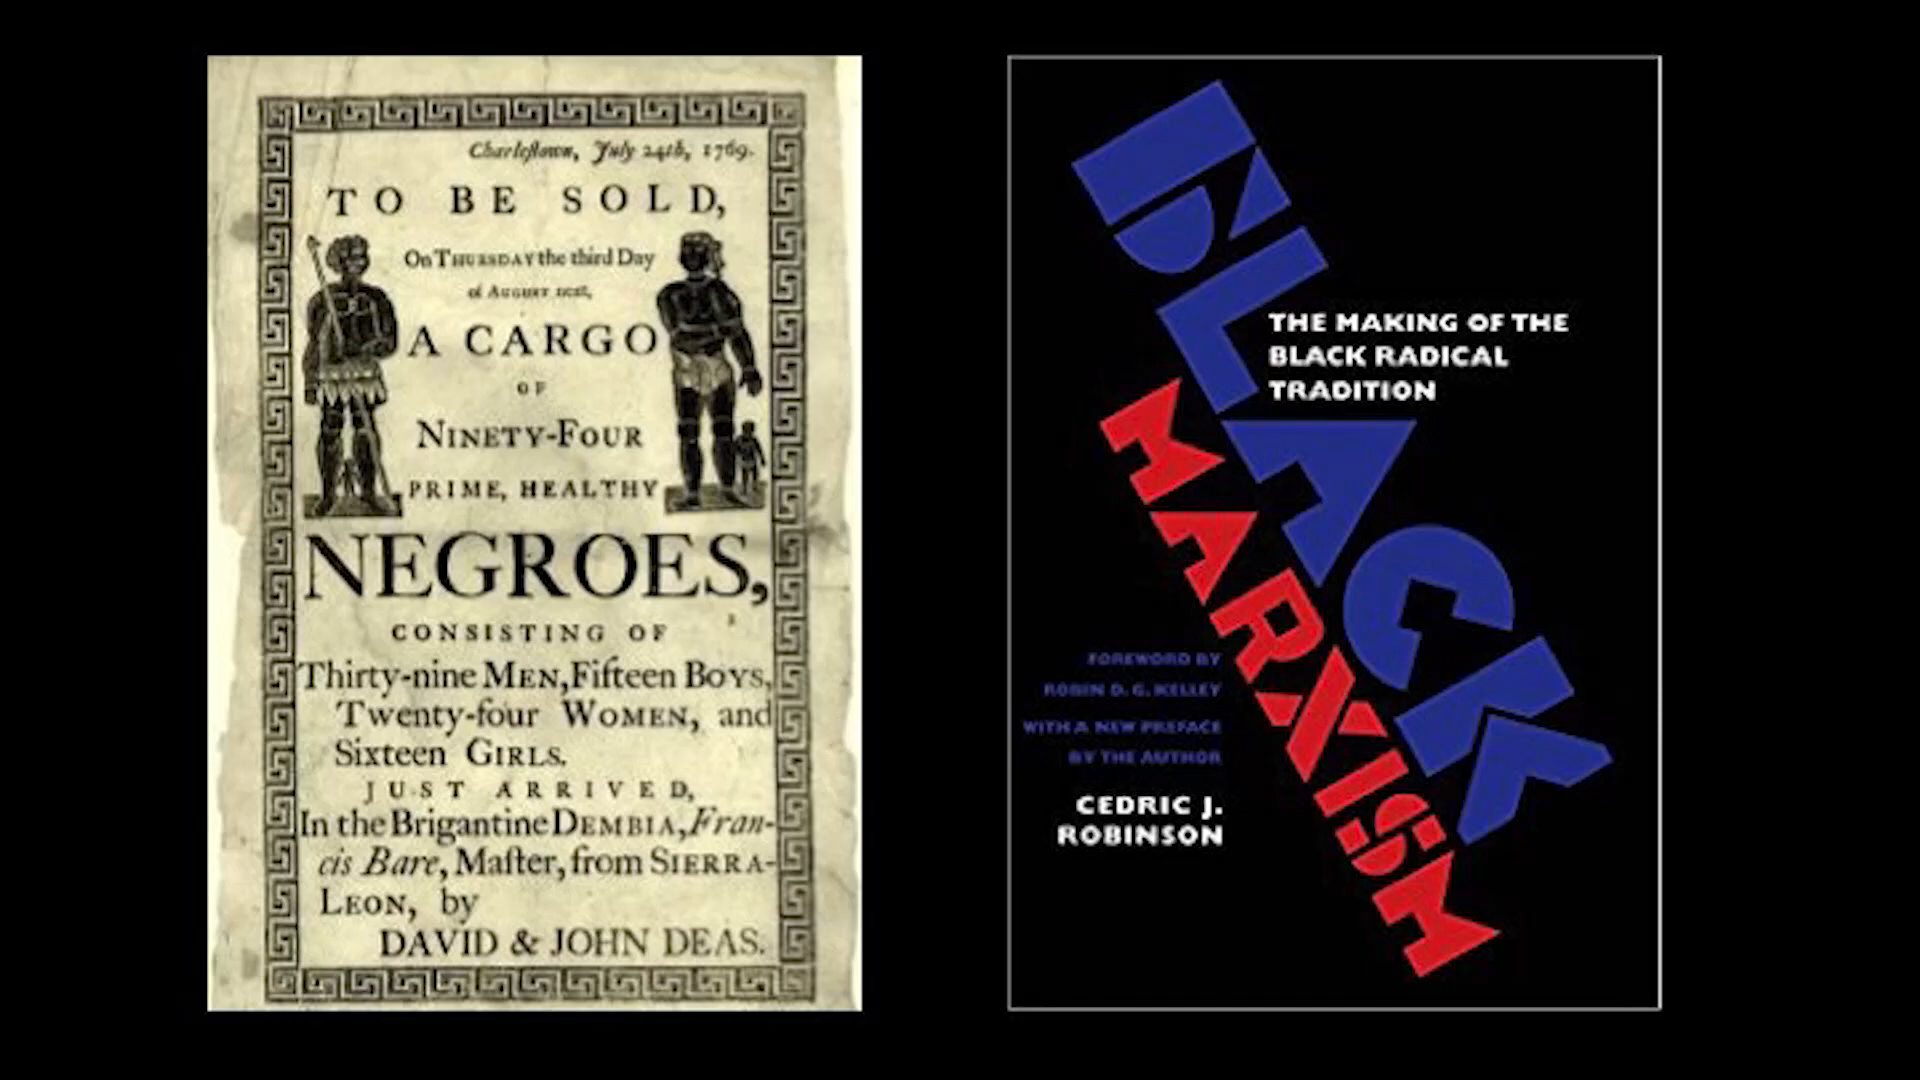 Charleſtown, July 24th, 1769.
TO BE SOLD,
On THURSDAY the third Day
of AUGUST next,
A CARGO
OF
NINETY-FOUR
PRIME, HEALTHY
NEGROES,
CONSISTING OF
Thirty-nine MEN, Fifteen BOYS,
Twenty-four WOMEN, and
Sixteen GIRLS.
JUST ARRIVED,
In the Brigantine DEMBIA, Fran-
cis Bare, Maſter, from SIERRA-
LEON, by
DAVID & JOHN DEAS.
BLACK
MARXISM
THE MAKING OF THE
BLACK RADICAL
TRADITION
FOREWORD BY
ROBIN D. G. KELLEY
WITH A NEW PREFACE
BY THE AUTHOR
CEDRIC J.
ROBINSON